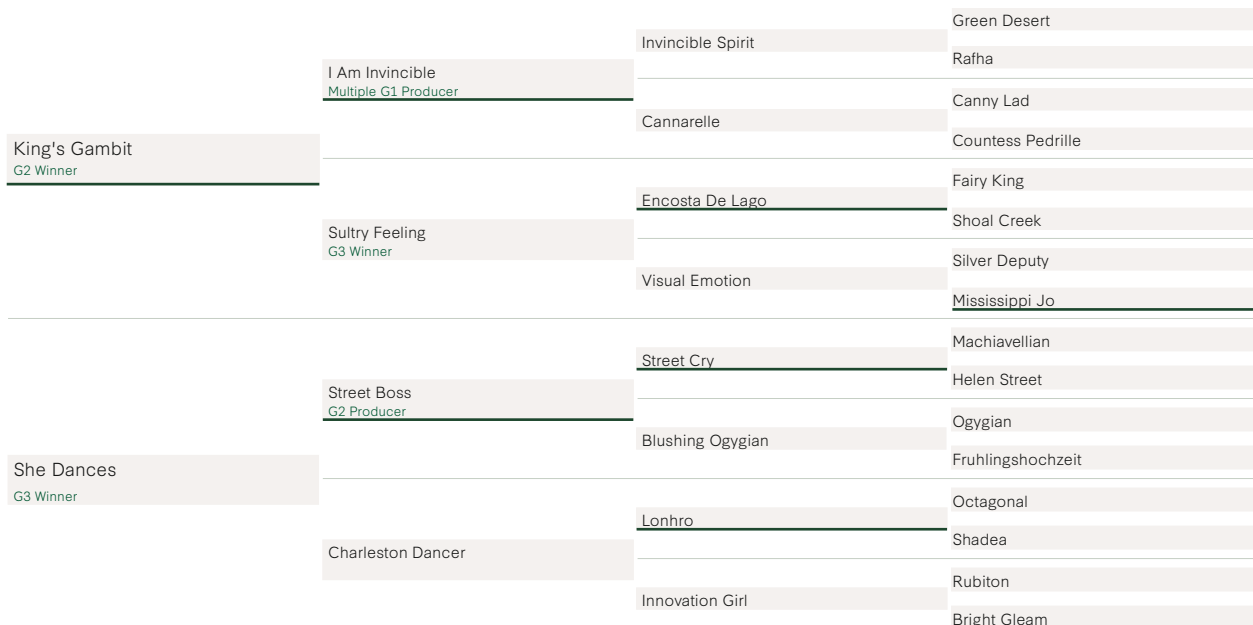 King's Gambit
G2 Winner
She Dances
G3 Winner
I Am Invincible
Multiple G1 Producer
Sultry Feeling
G3 Winner
Street Boss
G2 Producer
Charleston Dancer
Invincible Spirit
Cannarelle
Encosta De Lago
Visual Emotion
Street Cry
Blushing Ogygian
Lonhro
Innovation Girl
Green Desert
Rafha
Canny Lad
Countess Pedrille
Fairy King
Shoal Creek
Silver Deputy
Mississippi Jo
Machiavellian
Helen Street
Ogygian
Fruhlingshochzeit
Octagonal
Shadea
Rubiton
Bright Gleam